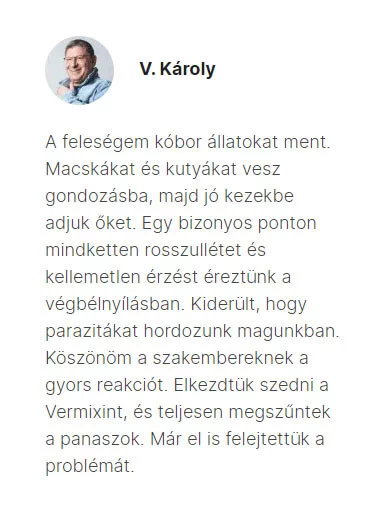 V. Károly
A feleségem kóbor állatokat ment.
Macskákat és kutyákat vesz
gondozásba, majd jó kezekbe
adjuk őket. Egy bizonyos ponton
mindketten rosszullétet és
kellemetlen érzést éreztünk a
végbélnyílásban. Kiderült, hogy
parazitákat hordozunk magunkban.
Köszönöm a szakembereknek a
gyors reakciót. Elkezdtük szedni a
Vermixint, és teljesen megszűntek
a panaszok. Már el is felejtettük a
problémát.